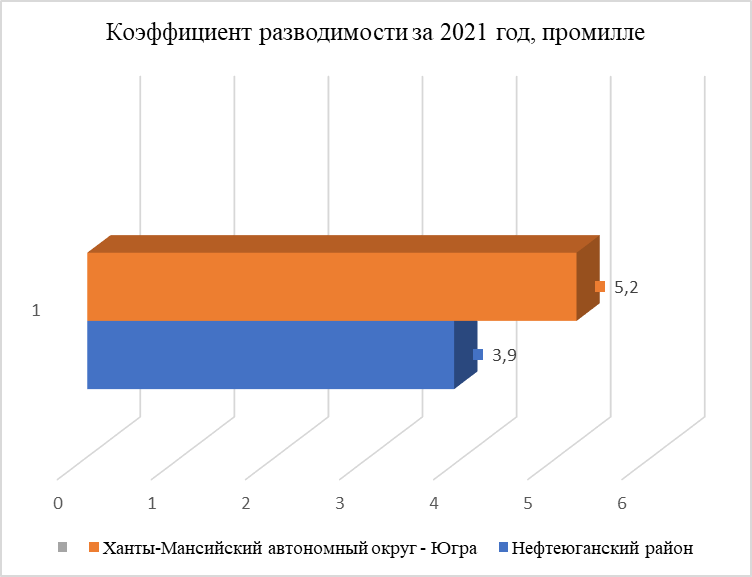 Коэффициент разводимости за 2021 год, промилле
5,2
1
3,9
0 1 2 3 4 5 6
Ханты-Мансийский автономный округ - Югра Нефтеюганский район